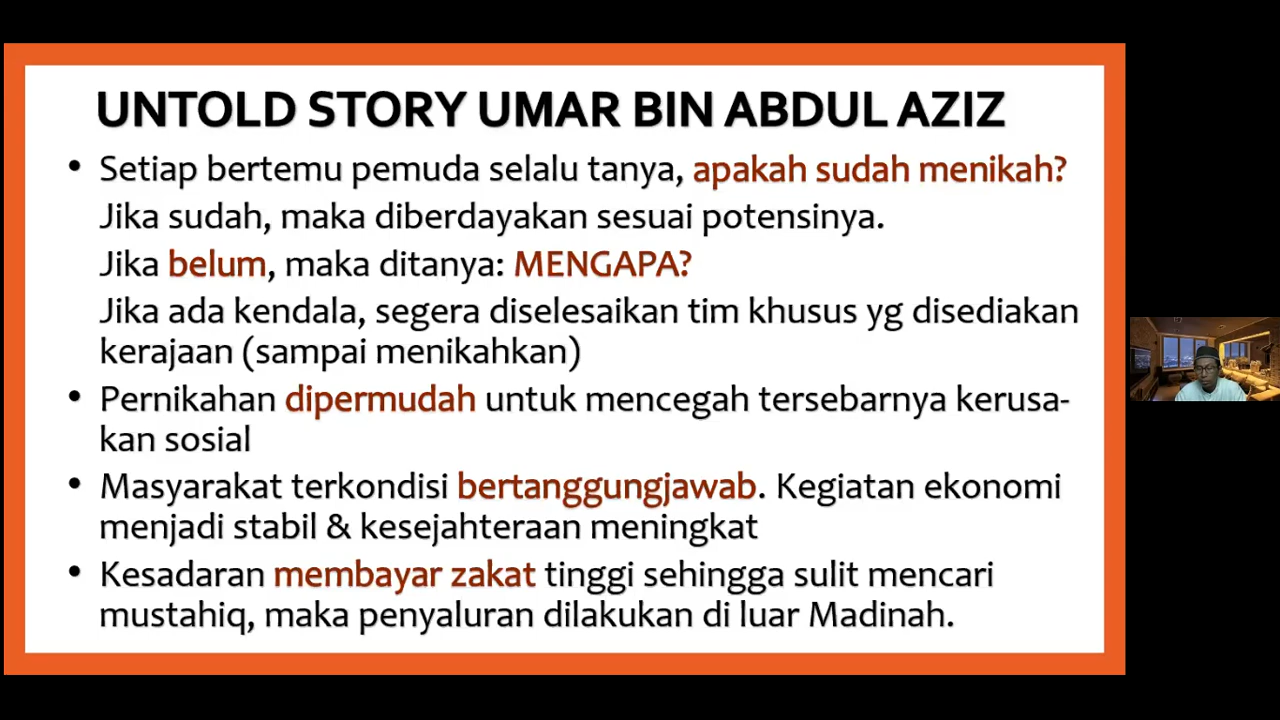 UNTOLD STORY UMAR BIN ABDUL AZIZ
• Setiap bertemu pemuda selalu tanya, apakah sudah menikah?
Jika sudah, maka diberdayakan sesuai potensinya.
Jika belum, maka ditanya: MENGAPA?
Jika ada kendala, segera diselesaikan tim khusus yg disediakan
kerajaan (sampai menikahkan)
• Pernikahan dipermudah untuk mencegah tersebarnya kerusa-
kan sosial
• Masyarakat terkondisi bertanggungjawab. Kegiatan ekonomi
menjadi stabil & kesejahteraan meningkat
• Kesadaran membayar zakat tinggi sehingga sulit mencari
mustahiq, maka penyaluran dilakukan di luar Madinah.